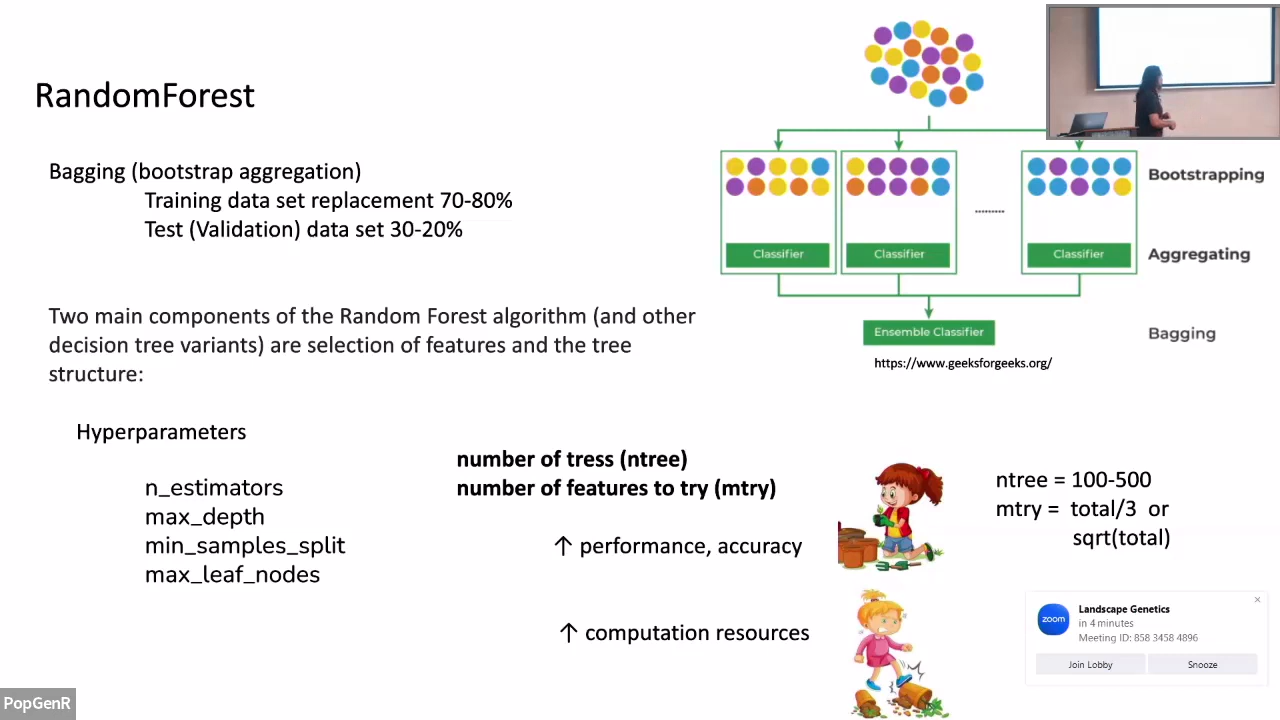 RandomForest
Bagging (bootstrap aggregation)
Training data set replacement 70-80%
Test (Validation) data set 30-20%
Two main components of the Random Forest algorithm (and other
decision tree variants) are selection of features and the tree
structure:
Hyperparameters
n_estimators
max_depth
min_samples_split
max_leaf_nodes
number of tress (ntree)
number of features to try (mtry)
↑ performance, accuracy
↑ computation resources
Bootstrapping
.........
Classifier
Classifier
Classifier
Aggregating
Ensemble Classifier
Bagging
https://www.geeksforgeeks.org/
ntree = 100-500
mtry = total/3 or
sqrt(total)
zoom
Landscape Genetics
in 4 minutes
Meeting ID: 858 3458 4896
×
Join Lobby
Snooze
PopGenR